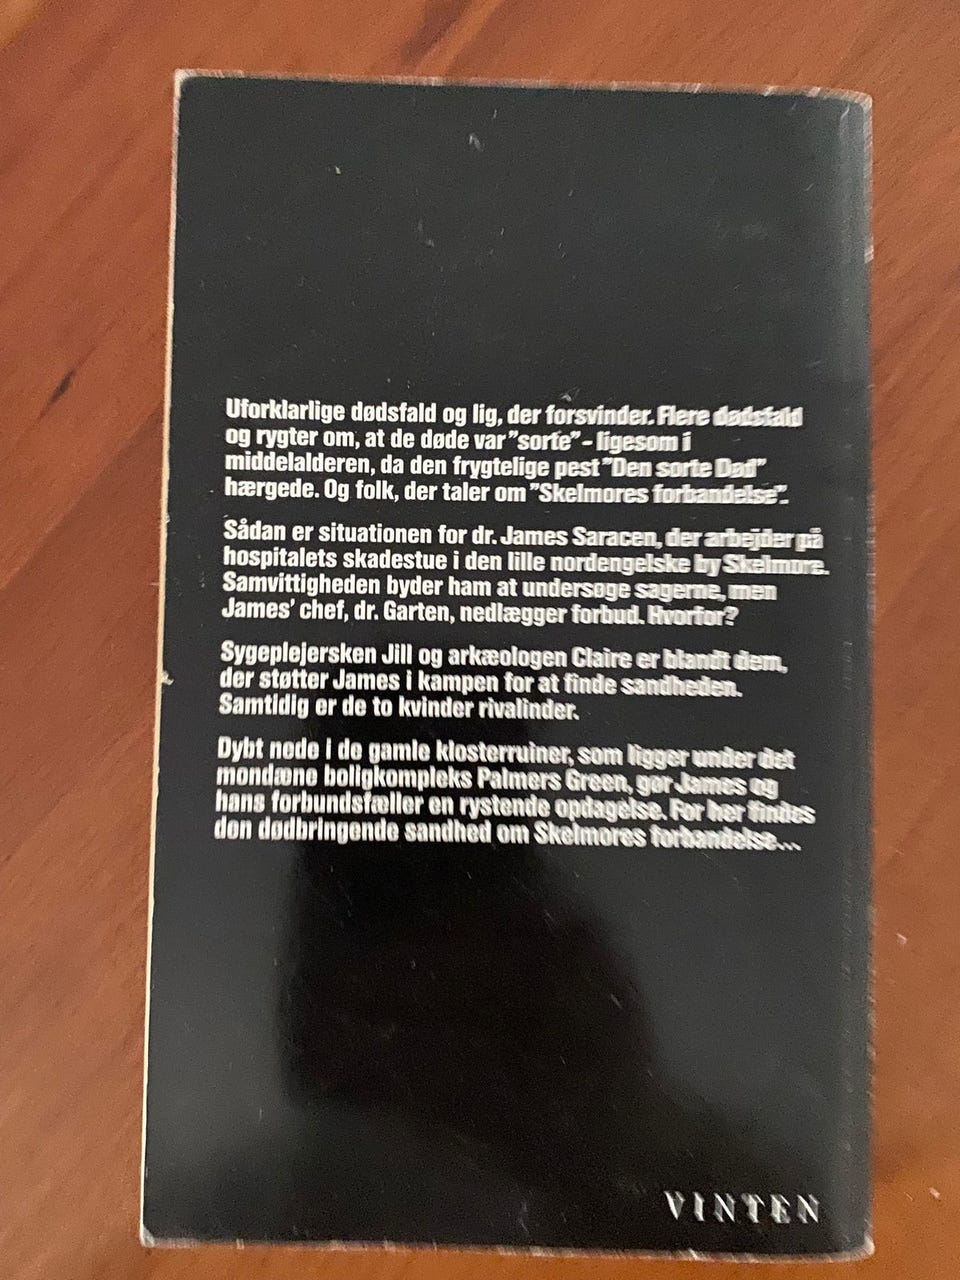 Uforklarlige dødsfald og lig, der forsvinder. Flere dødsfald
og rygter om, at de døde var "sorte" - ligesom i
middelalderen, da den frygtelige pest "Den sorte Død"
hærgede. Og folk, der taler om "Skelmores forbandelse".
Sådan er situationen for dr. James Saracen, der arbejder på
hospitalets skadestue i den lille nordengelske by Skelmore.
Samvittigheden byder ham at undersøge sagerne, men
James' chef, dr. Garten, nedlægger forbud. Hvorfor?
Sygeplejersken Jill og arkæologen Claire er blandt dem,
der støtter James i kampen for at finde sandheden.
Samtidig er de to kvinder rivalinder.
Dybt nede i de gamle klosterruiner, som ligger under det
mondæne boligkompleks Palmers Green, gør James og
hans forbundsfæller en rystende opdagelse. For her findes
den dødbringende sandhed om Skelmores forbandelse...
VINTEN